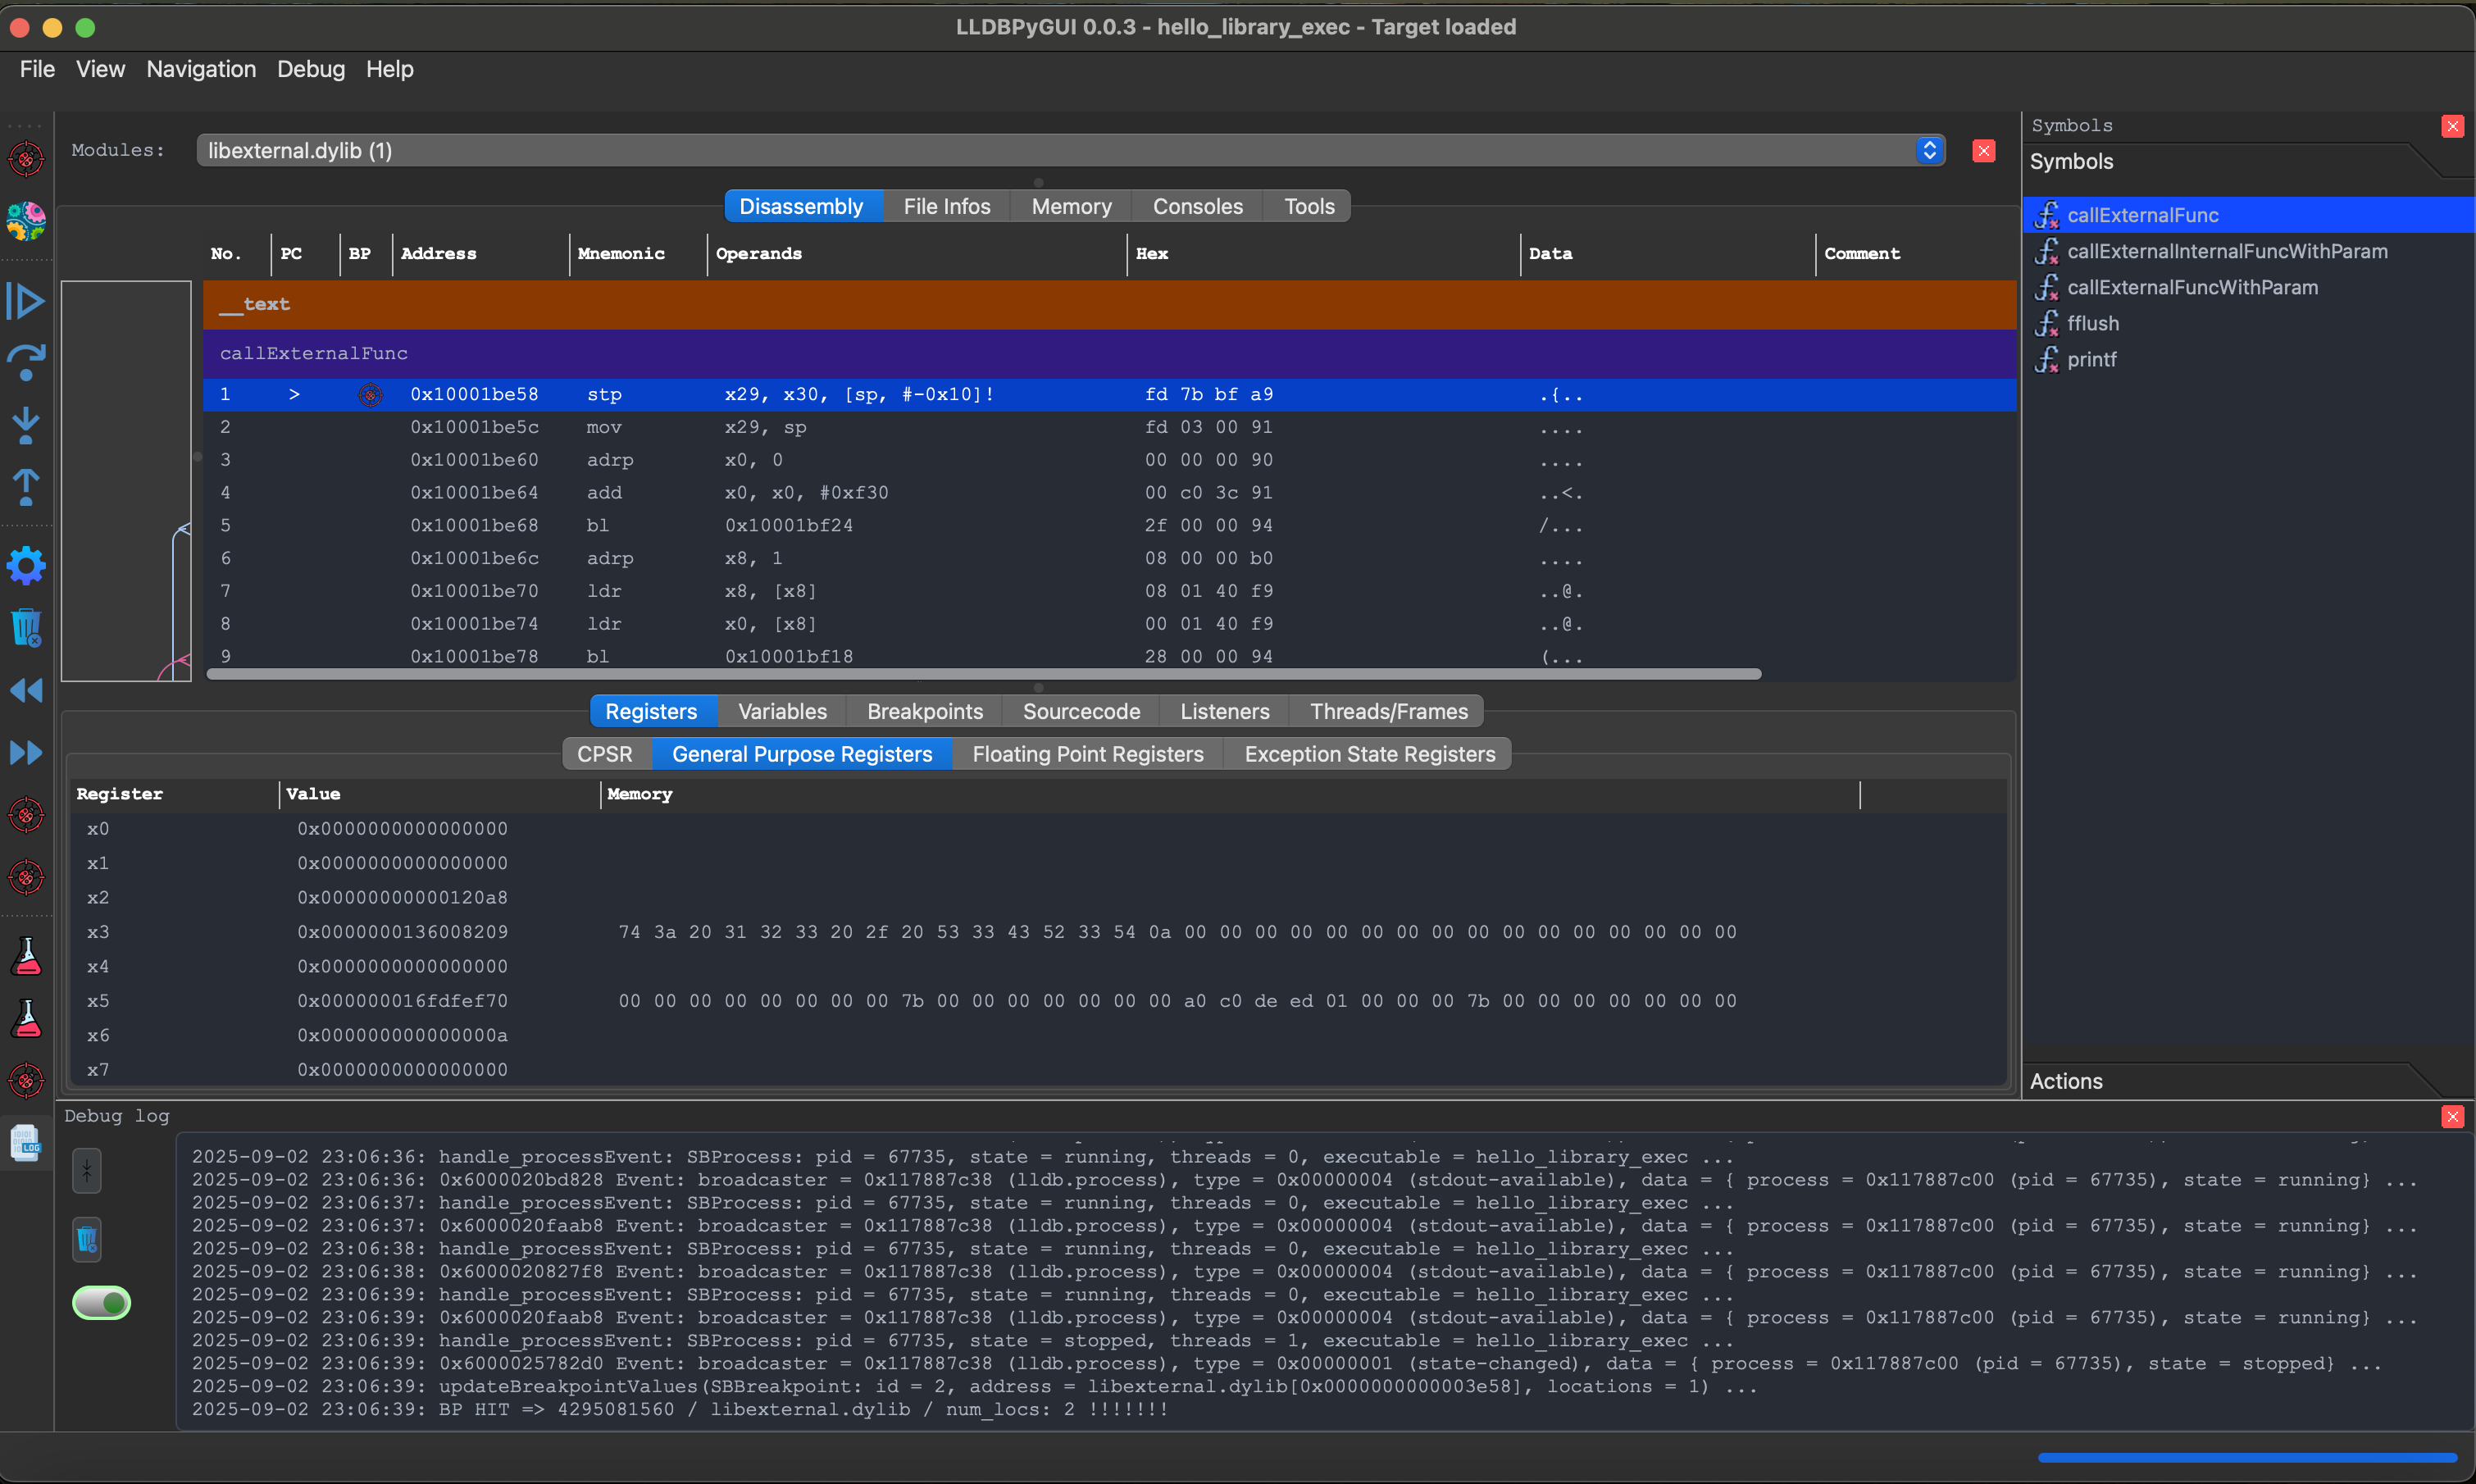 LLDBPyGUI 0.0.3 - hello_library_exec - Target loaded
File View Navigation Debug Help
Modules: libexternal.dylib (1)
Disassembly File Infos Memory Consoles Tools
No. PC BP Address Mnemonic Operands Hex Data Comment
__text
callExternalFunc
1 > 0x10001be58 stp x29, x30, [sp, #-0x10]! fd 7b bf a9 .{..
2 0x10001be5c mov x29, sp fd 03 00 91 ....
3 0x10001be60 adrp x0, 0 00 00 00 90 ....
4 0x10001be64 add x0, x0, #0xf30 00 c0 3c 91 ..<.
5 0x10001be68 bl 0x10001bf24 2f 00 00 94 /...
6 0x10001be6c adrp x8, 1 08 00 00 b0 ....
7 0x10001be70 ldr x8, [x8] 08 01 40 f9 ..@.
8 0x10001be74 ldr x0, [x8] 00 01 40 f9 ..@.
9 0x10001be78 bl 0x10001bf18 28 00 00 94 (...
Registers Variables Breakpoints Sourcecode Listeners Threads/Frames
CPSR General Purpose Registers Floating Point Registers Exception State Registers
Register Value Memory
x0 0x0000000000000000
x1 0x0000000000000000
x2 0x00000000000120a8
x3 0x0000000136008209 74 3a 20 31 32 33 20 2f 20 53 33 43 52 33 54 0a 00 00 00 00 00 00 00 00 00 00 00 00 00 00 00 00
x4 0x0000000000000000
x5 0x000000016fdfef70 00 00 00 00 00 00 00 00 7b 00 00 00 00 00 00 00 a0 c0 de ed 01 00 00 00 7b 00 00 00 00 00 00 00
x6 0x000000000000000a
x7 0x0000000000000000
Symbols
Symbols
callExternalFunc
callExternalInternalFuncWithParam
callExternalFuncWithParam
fflush
printf
Actions
Debug log
LOG
2025-09-02 23:06:36: handle_processEvent: SBProcess: pid = 67735, state = running, threads = 0, executable = hello_library_exec ...
2025-09-02 23:06:36: 0x6000020bd828 Event: broadcaster = 0x117887c38 (lldb.process), type = 0x00000004 (stdout-available), data = { process = 0x117887c00 (pid = 67735), state = running} ...
2025-09-02 23:06:37: handle_processEvent: SBProcess: pid = 67735, state = running, threads = 0, executable = hello_library_exec ...
2025-09-02 23:06:37: 0x6000020faab8 Event: broadcaster = 0x117887c38 (lldb.process), type = 0x00000004 (stdout-available), data = { process = 0x117887c00 (pid = 67735), state = running} ...
2025-09-02 23:06:38: handle_processEvent: SBProcess: pid = 67735, state = running, threads = 0, executable = hello_library_exec ...
2025-09-02 23:06:38: 0x6000020827f8 Event: broadcaster = 0x117887c38 (lldb.process), type = 0x00000004 (stdout-available), data = { process = 0x117887c00 (pid = 67735), state = running} ...
2025-09-02 23:06:39: handle_processEvent: SBProcess: pid = 67735, state = running, threads = 0, executable = hello_library_exec ...
2025-09-02 23:06:39: 0x6000020faab8 Event: broadcaster = 0x117887c38 (lldb.process), type = 0x00000004 (stdout-available), data = { process = 0x117887c00 (pid = 67735), state = running} ...
2025-09-02 23:06:39: handle_processEvent: SBProcess: pid = 67735, state = stopped, threads = 1, executable = hello_library_exec ...
2025-09-02 23:06:39: 0x6000025782d0 Event: broadcaster = 0x117887c38 (lldb.process), type = 0x00000001 (state-changed), data = { process = 0x117887c00 (pid = 67735), state = stopped} ...
2025-09-02 23:06:39: updateBreakpointValues(SBBreakpoint: id = 2, address = libexternal.dylib[0x0000000000003e58], locations = 1) ...
2025-09-02 23:06:39: BP HIT => 4295081560 / libexternal.dylib / num_locs: 2 !!!!!!!